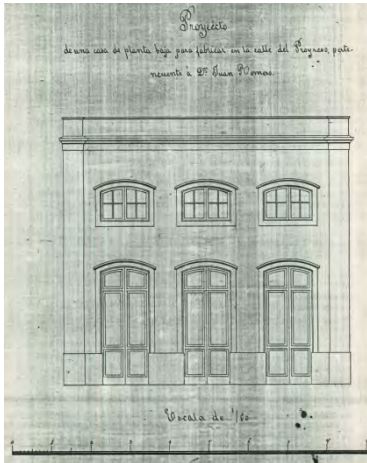 Proyecto
de una casa de planta baja para fabricar en la calle del Progreso, perte-
neciente á Dn. Juan Romero.
Escala de 1/50